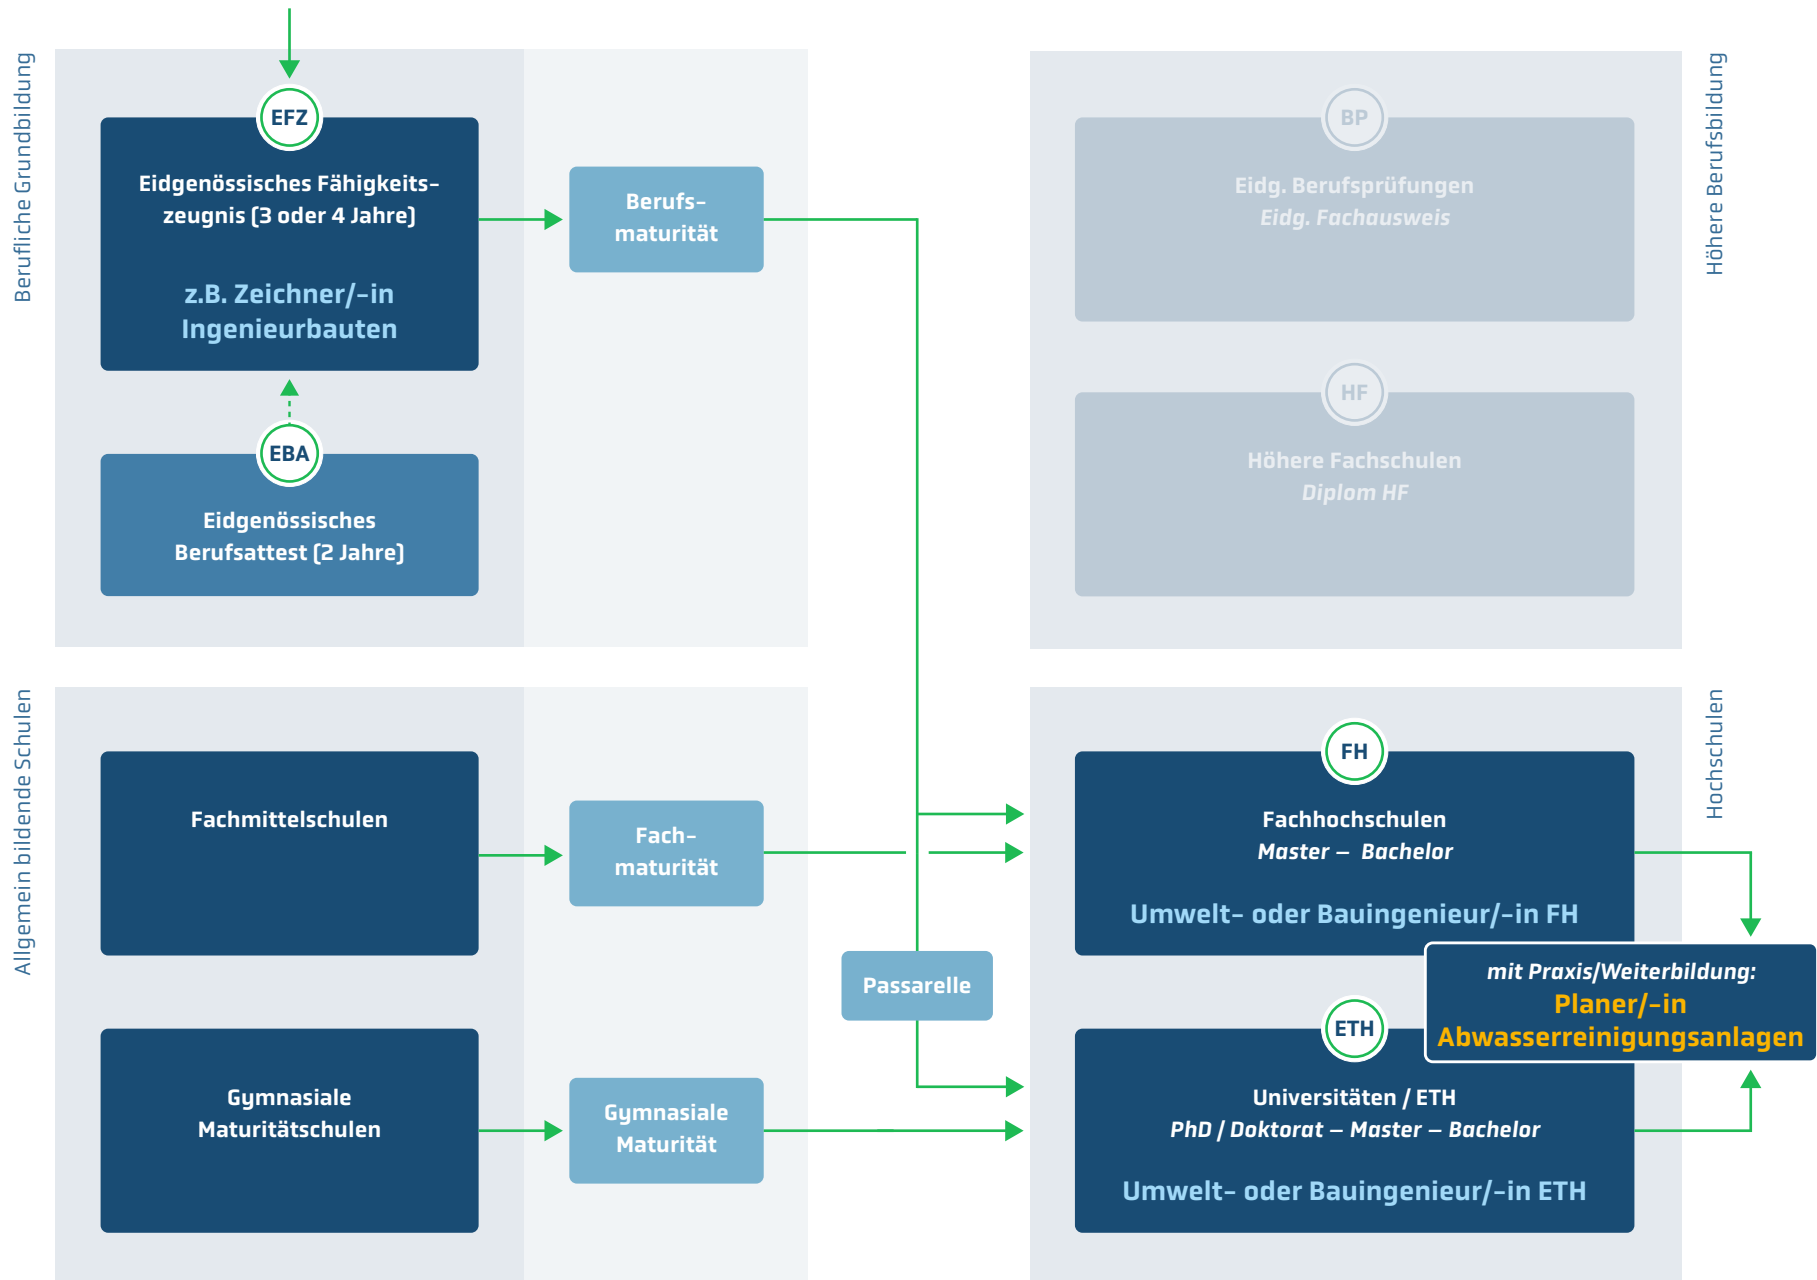 Berufliche Grundbildung
EFZ
Eidgenössisches Fähigkeits-
zeugnis (3 oder 4 Jahre)
z.B. Zeichner/-in
Ingenieurbauten
Berufs-
maturität
EBA
Eidgenössisches
Berufsattest (2 Jahre)
Höhere Berufsbildung
BP
Eidg. Berufsprüfungen
Eidg. Fachausweis
HF
Höhere Fachschulen
Diplom HF
Allgemein bildende Schulen
Fachmittelschulen
Fach-
maturität
Gymnasiale
Maturitätschulen
Gymnasiale
Maturität
Passarelle
Hochschulen
FH
Fachhochschulen
Master – Bachelor
Umwelt- oder Bauingenieur/-in FH
mit Praxis/Weiterbildung:
Planer/-in
Abwasserreinigungsanlagen
ETH
Universitäten / ETH
PhD / Doktorat – Master – Bachelor
Umwelt- oder Bauingenieur/-in ETH